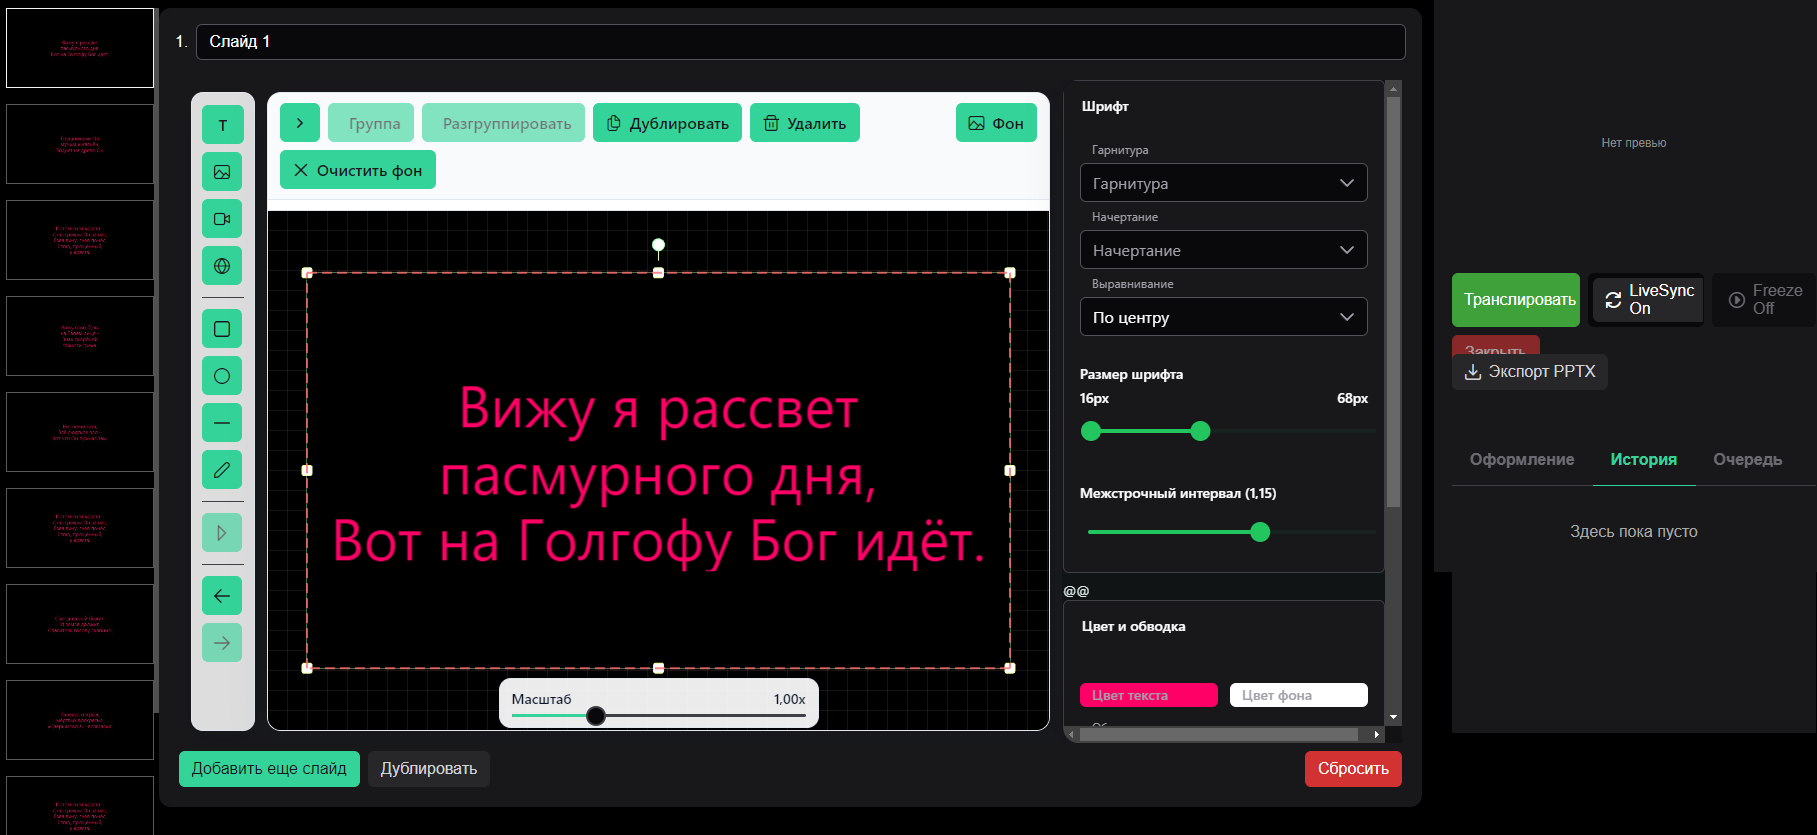 1. Слайд 1
T
Группа
Разгруппировать
Дублировать
Удалить
Фон
Очистить фон
Вижу я рассвет
пасмурного дня,
Вот на Голгофу Бог идёт.
Масштаб 1,00x
Добавить еще слайд
Дублировать
Сбросить
Шрифт
Гарнитура
Гарнитура
Начертание
Начертание
Выравнивание
По центру
Размер шрифта
16px 68px
Межстрочный интервал (1,15)
@@
Цвет и обводка
Цвет текста
Цвет фона
Нет превью
Транслировать
LiveSync
On
Freeze
Off
Закрыть
Экспорт PPTX
Оформление
История
Очередь
Здесь пока пусто